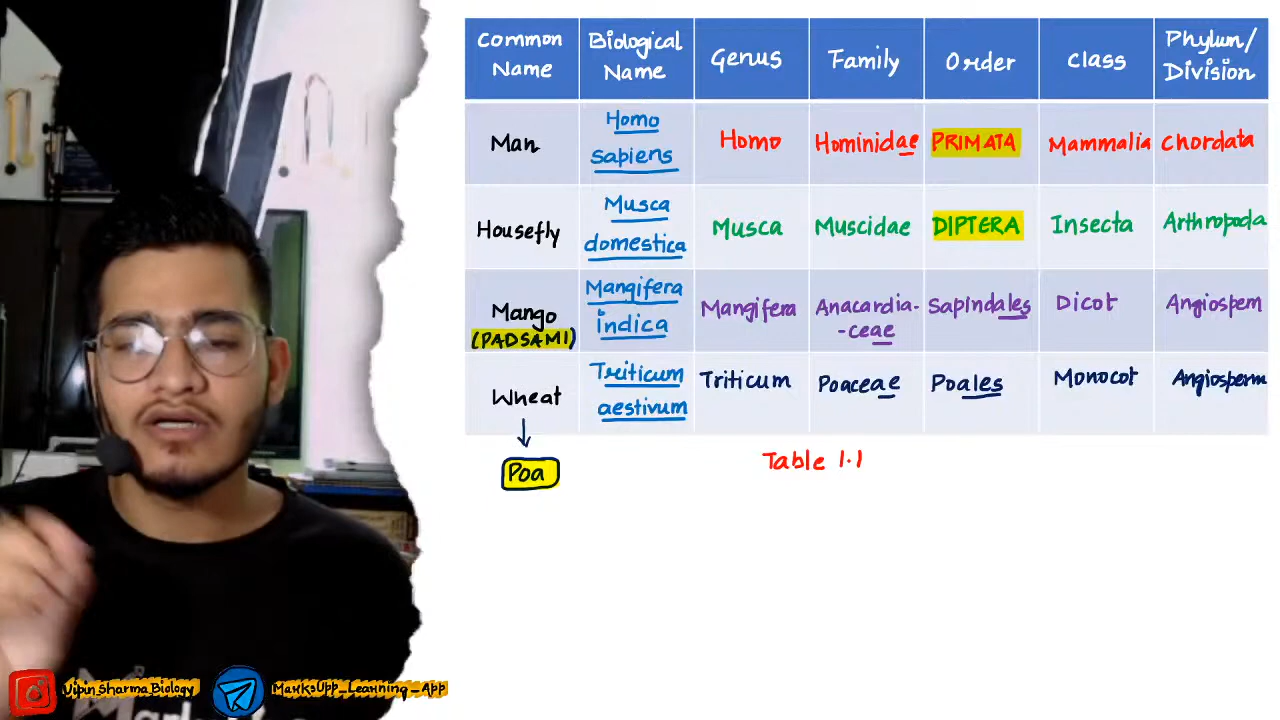 Common Name
Biological Name
Genus
Family
Order
Class
Phylum/ Division
Man
Homo sapiens
Homo
Hominidae
PRIMATA
Mammalia
Chordata
Housefly
Musca domestica
Musca
Muscidae
DIPTERA
Insecta
Arthropoda
Mango (PADSAMI)
Mangifera indica
Mangifera
Anacardia- -ceae
Sapindales
Dicot
Angiospem
Wheat
Triticum aestivum
Triticum
Poaceae
Poales
Monocot
Angiosperm
Poa
Table 1.1
Vipin_Sharma_Biology
MarksUpp_Learning_App